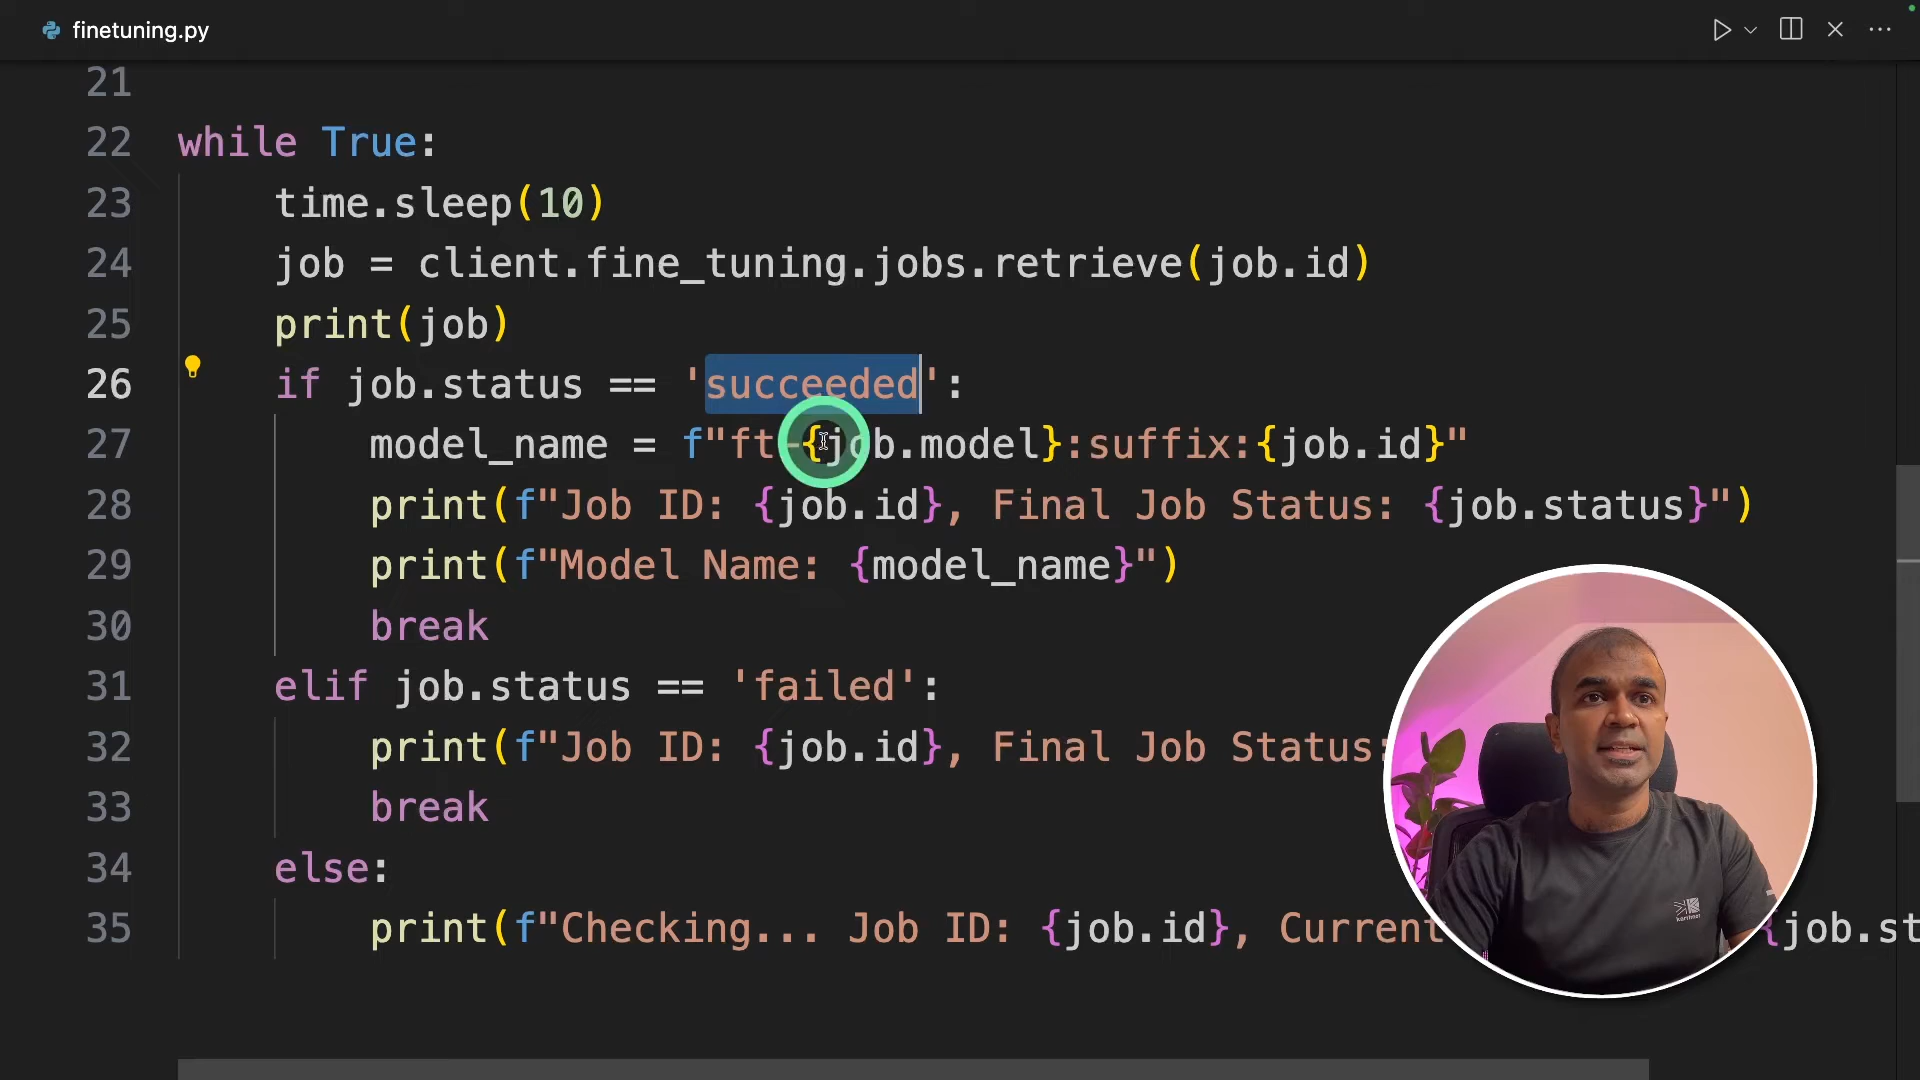 finetuning.py
21
22 while True:
23 time.sleep(10)
24 job = client.fine_tuning.jobs.retrieve(job.id)
25 print(job)
26 if job.status == 'succeeded':
27 model_name = f"ft-{job.model}:suffix:{job.id}"
28 print(f"Job ID: {job.id}, Final Job Status: {job.status}")
29 print(f"Model Name: {model_name}")
30 break
31 elif job.status == 'failed':
32 print(f"Job ID: {job.id}, Final Job Status:
33 break
34 else:
35 print(f"Checking... Job ID: {job.id}, Current {job.st